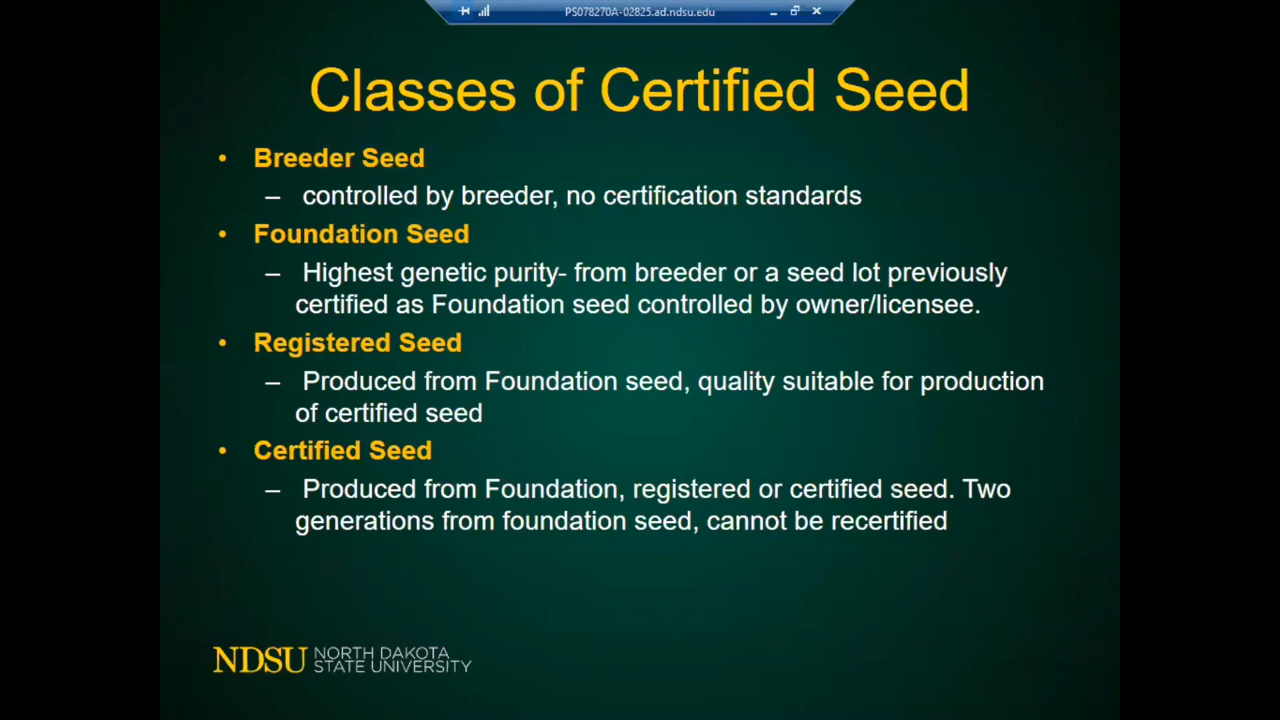 PS078270A-02825.ad.ndsu.edu
Classes of Certified Seed
• Breeder Seed
– controlled by breeder, no certification standards
• Foundation Seed
– Highest genetic purity- from breeder or a seed lot previously
certified as Foundation seed controlled by owner/licensee.
• Registered Seed
– Produced from Foundation seed, quality suitable for production
of certified seed
• Certified Seed
– Produced from Foundation, registered or certified seed. Two
generations from foundation seed, cannot be recertified
NDSU NORTH DAKOTA
STATE UNIVERSITY